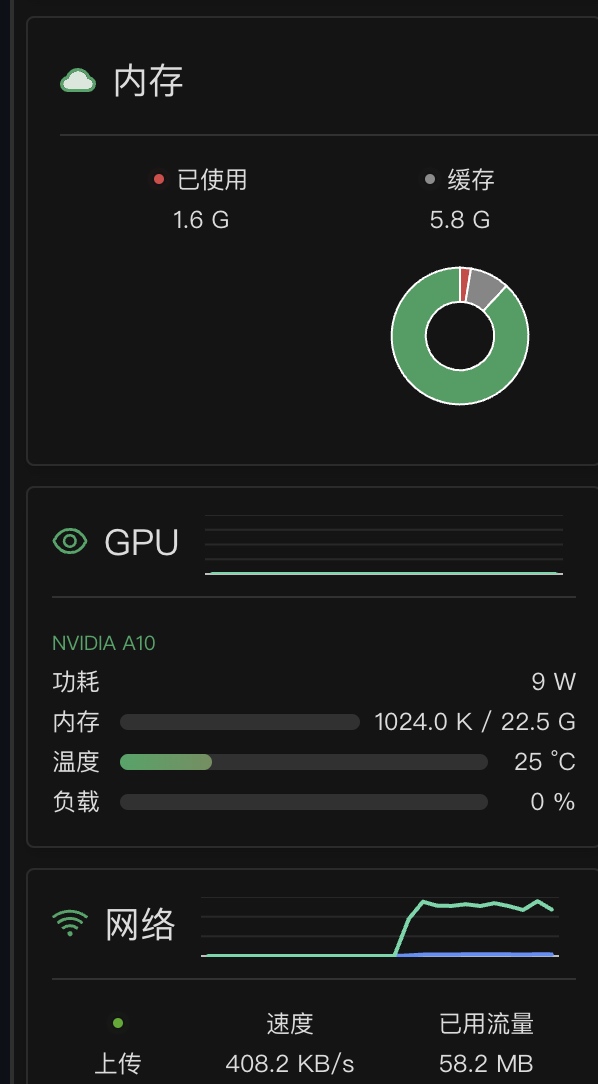 内存
已使用 缓存
1.6 G 5.8 G
GPU
NVIDIA A10
功耗 9 W
内存 1024.0 K / 22.5 G
温度 25 °C
负载 0 %
网络
速度 已用流量
上传 408.2 KB/s 58.2 MB